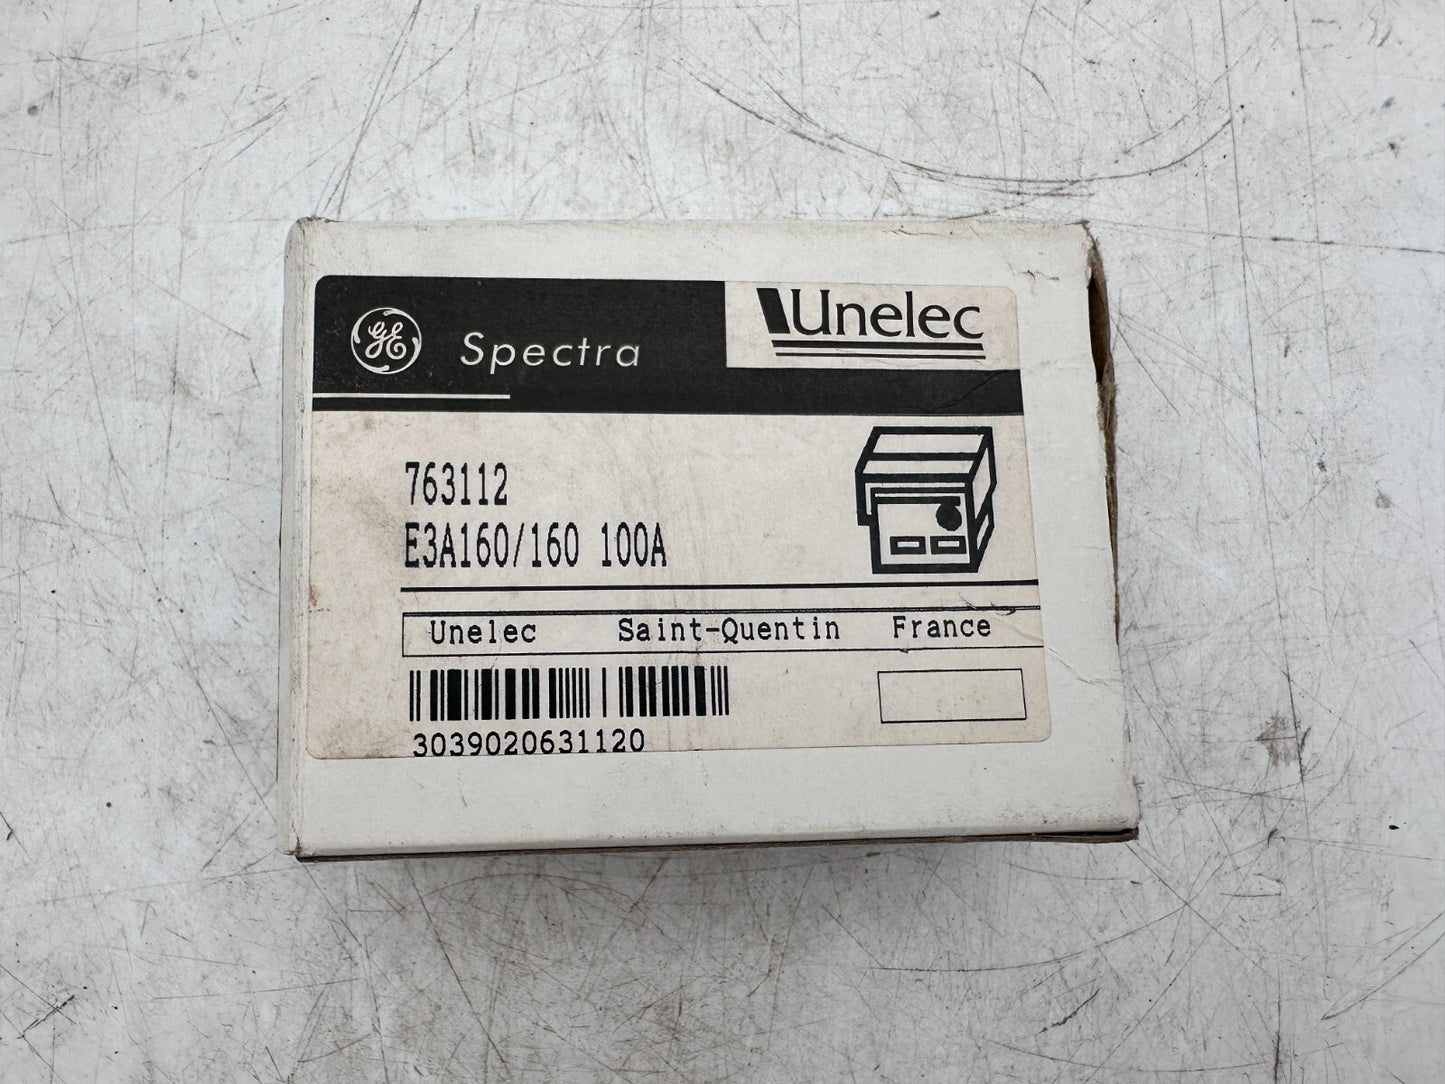 GE Spectra Unelec
763112
E3A160/160 100A
Unelec Saint-Quentin France
3039020631120